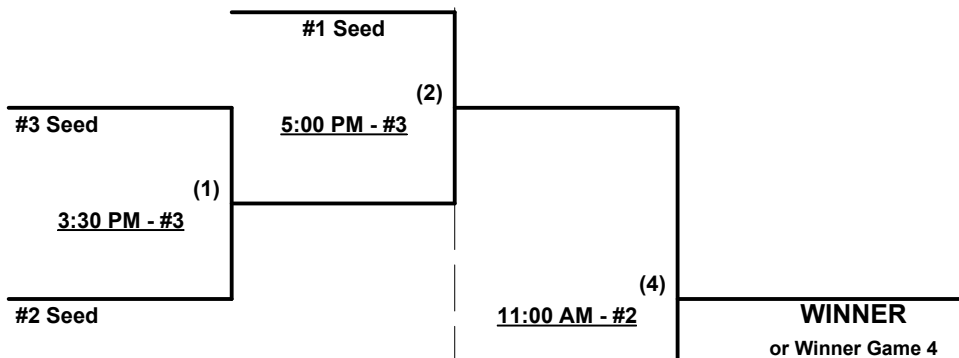 #1 Seed
(2)
#3 Seed
5:00 PM - #3
(1)
3:30 PM - #3
(4)
#2 Seed
11:00 AM - #2
WINNER
or Winner Game 4